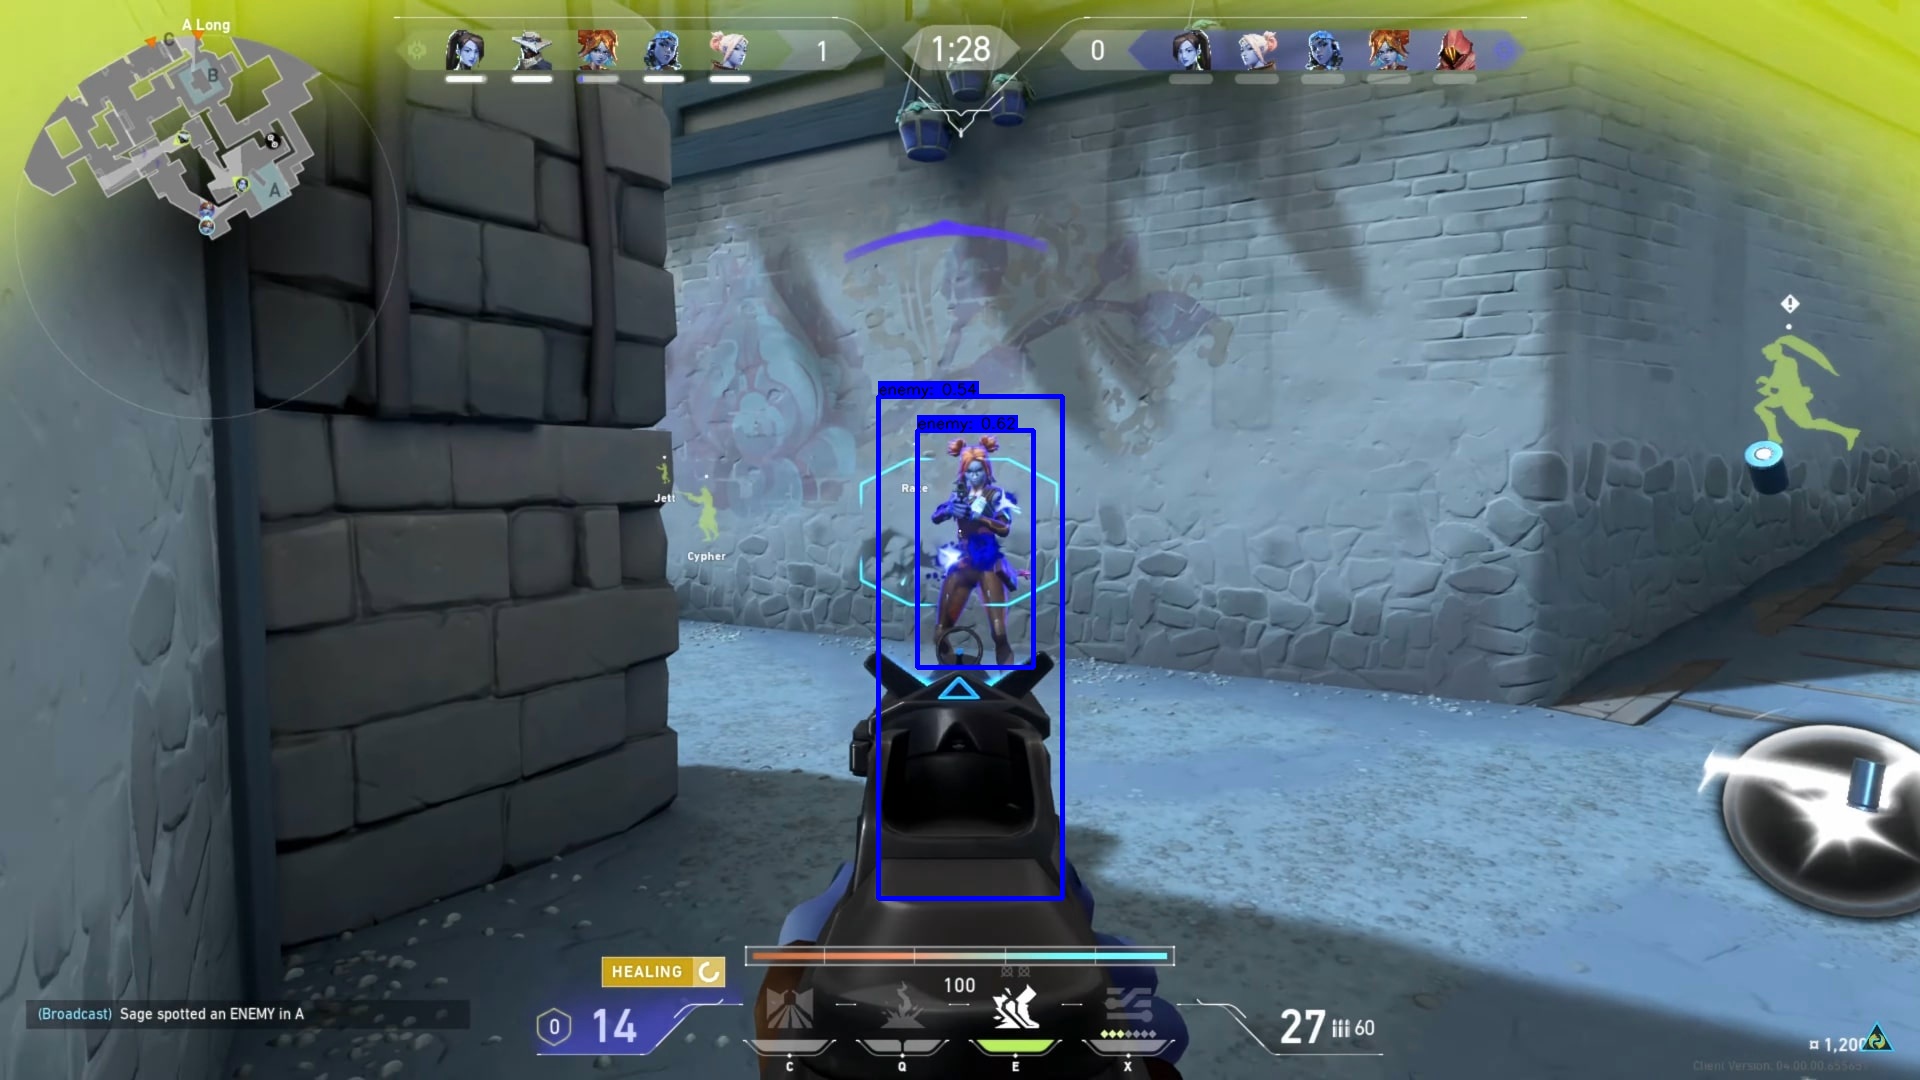 A Long
C
B
A
1
1:28
0
enemy: 0.54
enemy: 0.62
Raze
Jett
Cypher
HEALING
100
(Broadcast) Sage spotted an ENEMY in A
0
14
27
60
C
Q
E
X
¤ 1,200